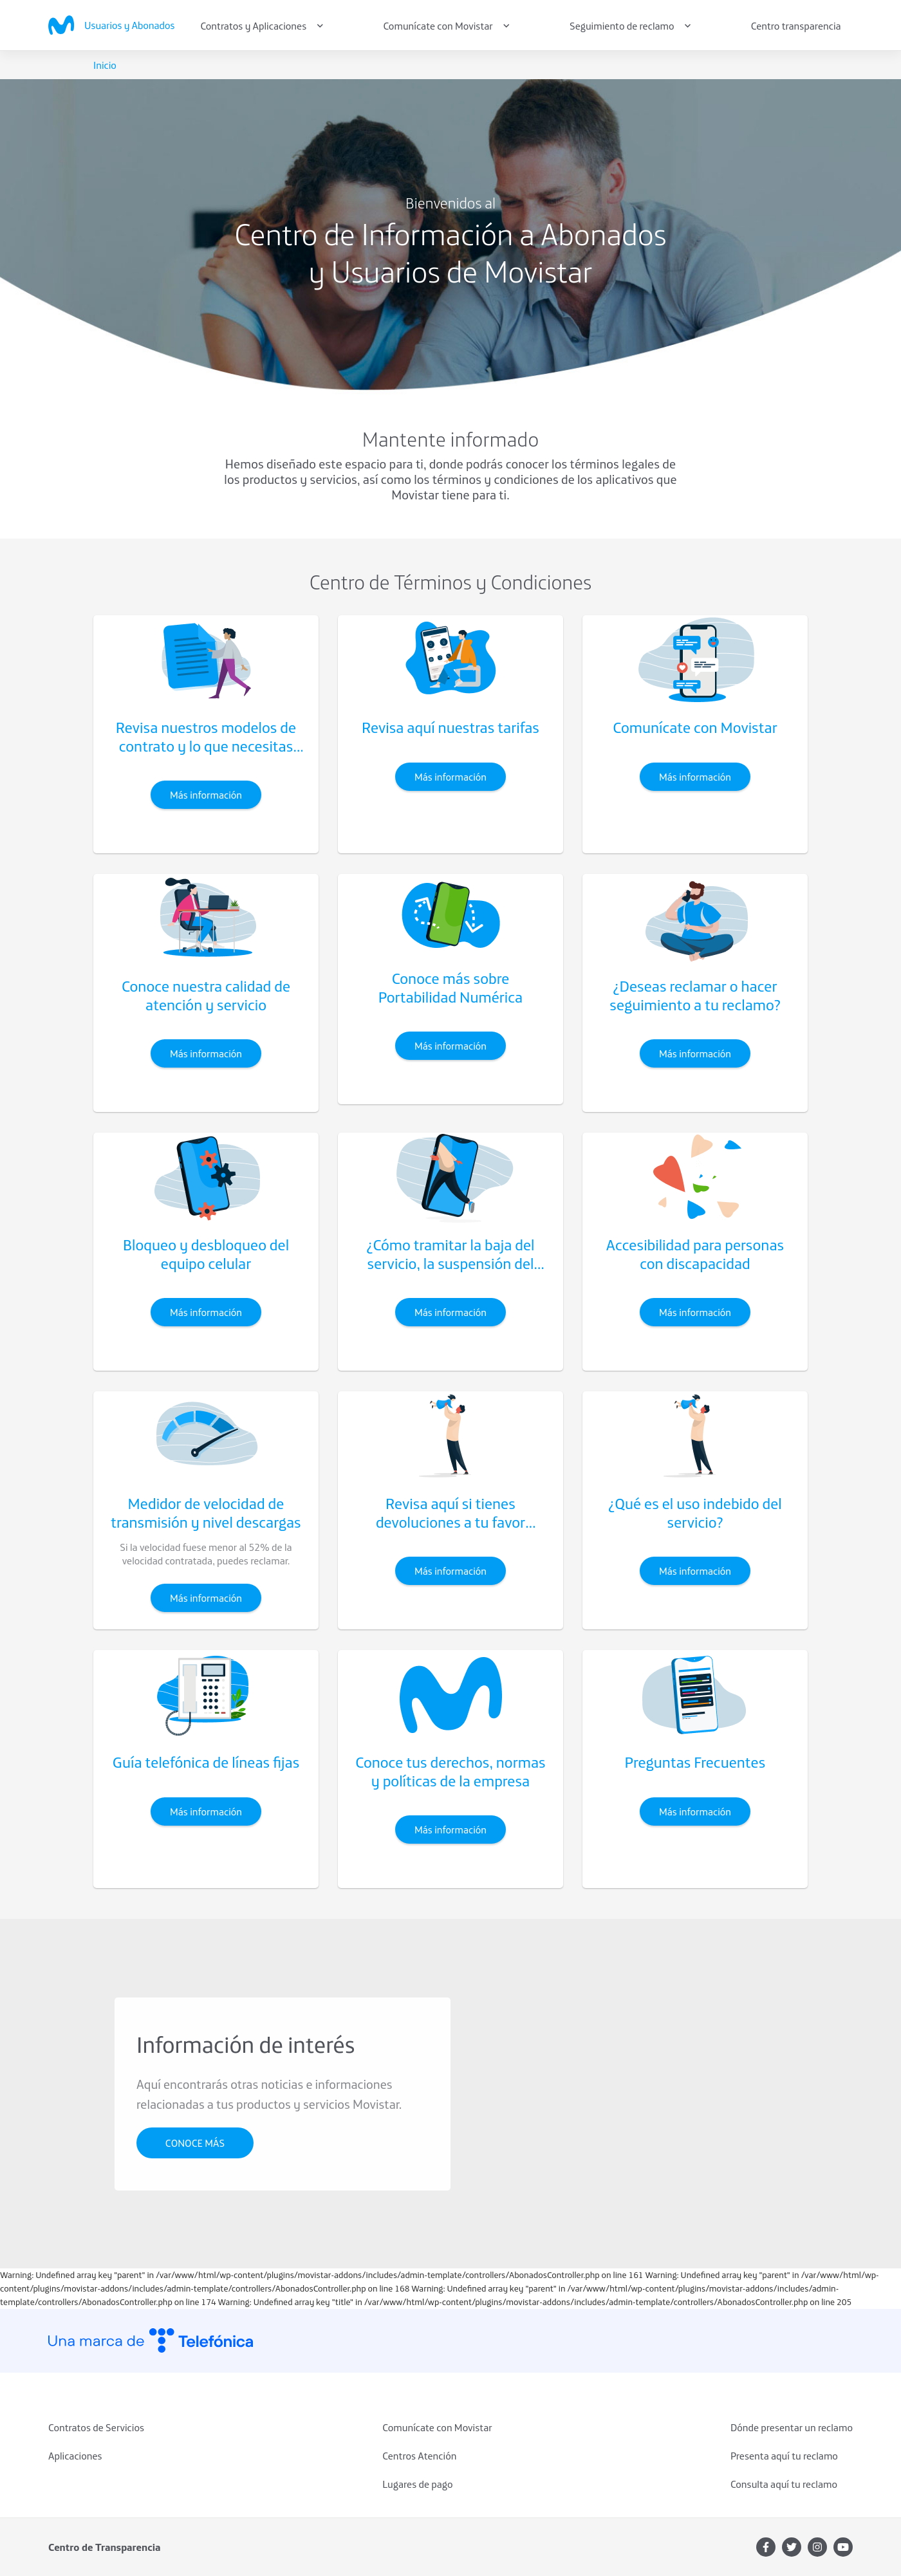 Usuarios y Abonados
Contratos y Aplicaciones
Comunícate con Movistar
Seguimiento de reclamo
Centro transparencia
Inicio
Bienvenidos al
Centro de Información a Abonados
y Usuarios de Movistar
Mantente informado
Hemos diseñado este espacio para ti, donde podrás conocer los términos legales de
los productos y servicios, así como los términos y condiciones de los aplicativos que
Movistar tiene para ti.
Centro de Términos y Condiciones
Revisa nuestros modelos de
contrato y lo que necesitas...
Más información
Revisa aquí nuestras tarifas
Más información
Comunícate con Movistar
Más información
Conoce nuestra calidad de
atención y servicio
Más información
Conoce más sobre
Portabilidad Numérica
Más información
¿Deseas reclamar o hacer
seguimiento a tu reclamo?
Más información
Bloqueo y desbloqueo del
equipo celular
Más información
¿Cómo tramitar la baja del
servicio, la suspensión del...
Más información
Accesibilidad para personas
con discapacidad
Más información
Medidor de velocidad de
transmisión y nivel descargas
Si la velocidad fuese menor al 52% de la
velocidad contratada, puedes reclamar.
Más información
Revisa aquí si tienes
devoluciones a tu favor...
Más información
¿Qué es el uso indebido del
servicio?
Más información
Guía telefónica de líneas fijas
Más información
Conoce tus derechos, normas
y políticas de la empresa
Más información
Preguntas Frecuentes
Más información
Información de interés
Aquí encontrarás otras noticias e informaciones
relacionadas a tus productos y servicios Movistar.
CONOCE MÁS
Warning: Undefined array key "parent" in /var/www/html/wp-content/plugins/movistar-addons/includes/admin-template/controllers/AbonadosController.php on line 161 Warning: Undefined array key "parent" in /var/www/html/wp-
content/plugins/movistar-addons/includes/admin-template/controllers/AbonadosController.php on line 168 Warning: Undefined array key "parent" in /var/www/html/wp-content/plugins/movistar-addons/includes/admin-
template/controllers/AbonadosController.php on line 174 Warning: Undefined array key "title" in /var/www/html/wp-content/plugins/movistar-addons/includes/admin-template/controllers/AbonadosController.php on line 205
Una marca de Telefónica
Contratos de Servicios
Aplicaciones
Comunícate con Movistar
Centros Atención
Lugares de pago
Dónde presentar un reclamo
Presenta aquí tu reclamo
Consulta aquí tu reclamo
Centro de Transparencia